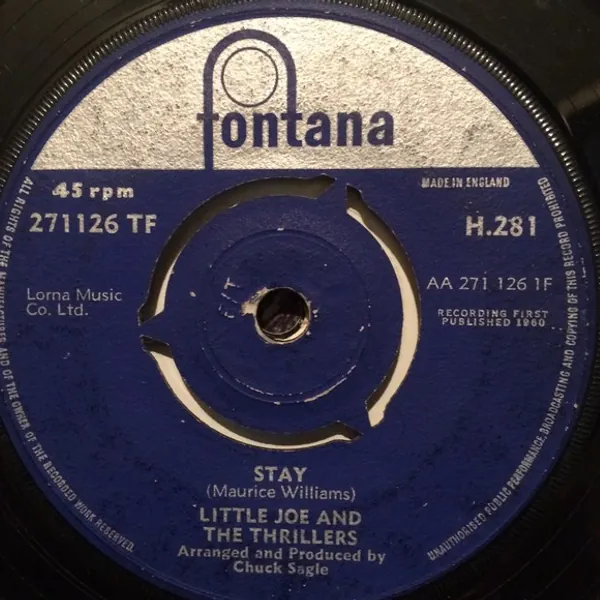 fontana
45 rpm
MADE IN ENGLAND
271126 TF
H.281
Lorna Music
Co. Ltd.
AA 271 126 1F
RECORDING FIRST
PUBLISHED 1960
STAY
(Maurice Williams)
LITTLE JOE AND
THE THRILLERS
Arranged and Produced by
Chuck Sagle
ALL RIGHTS OF THE MANUFACTURERS AND OF THE OWNER OF THE RECORDED WORK RESERVED.
UNAUTHORISED PUBLIC PERFORMANCE, BROADCASTING AND COPYING OF THIS RECORD PROHIBITED